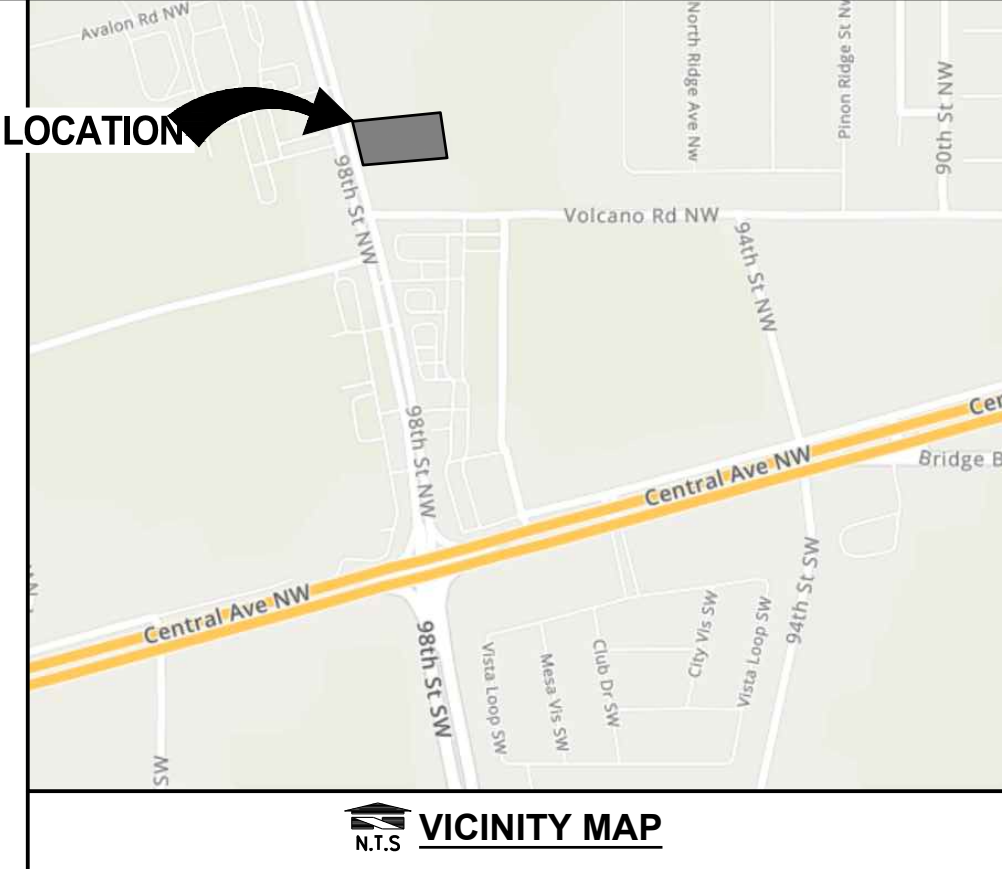 Avalon Rd NW
North Ridge Ave Nw
Pinon Ridge St
90th St NW
LOCATION
98th St NW
Volcano Rd NW
94th St NW
98th St NW
Central Ave NW
Bridge B
Central Ave NW
98th St SW
94th St SW
Vista Loop SW
Mesa Vis SW
Club Dr SW
City Vis SW
Vista Loop SW
SW
N.T.S
VICINITY MAP